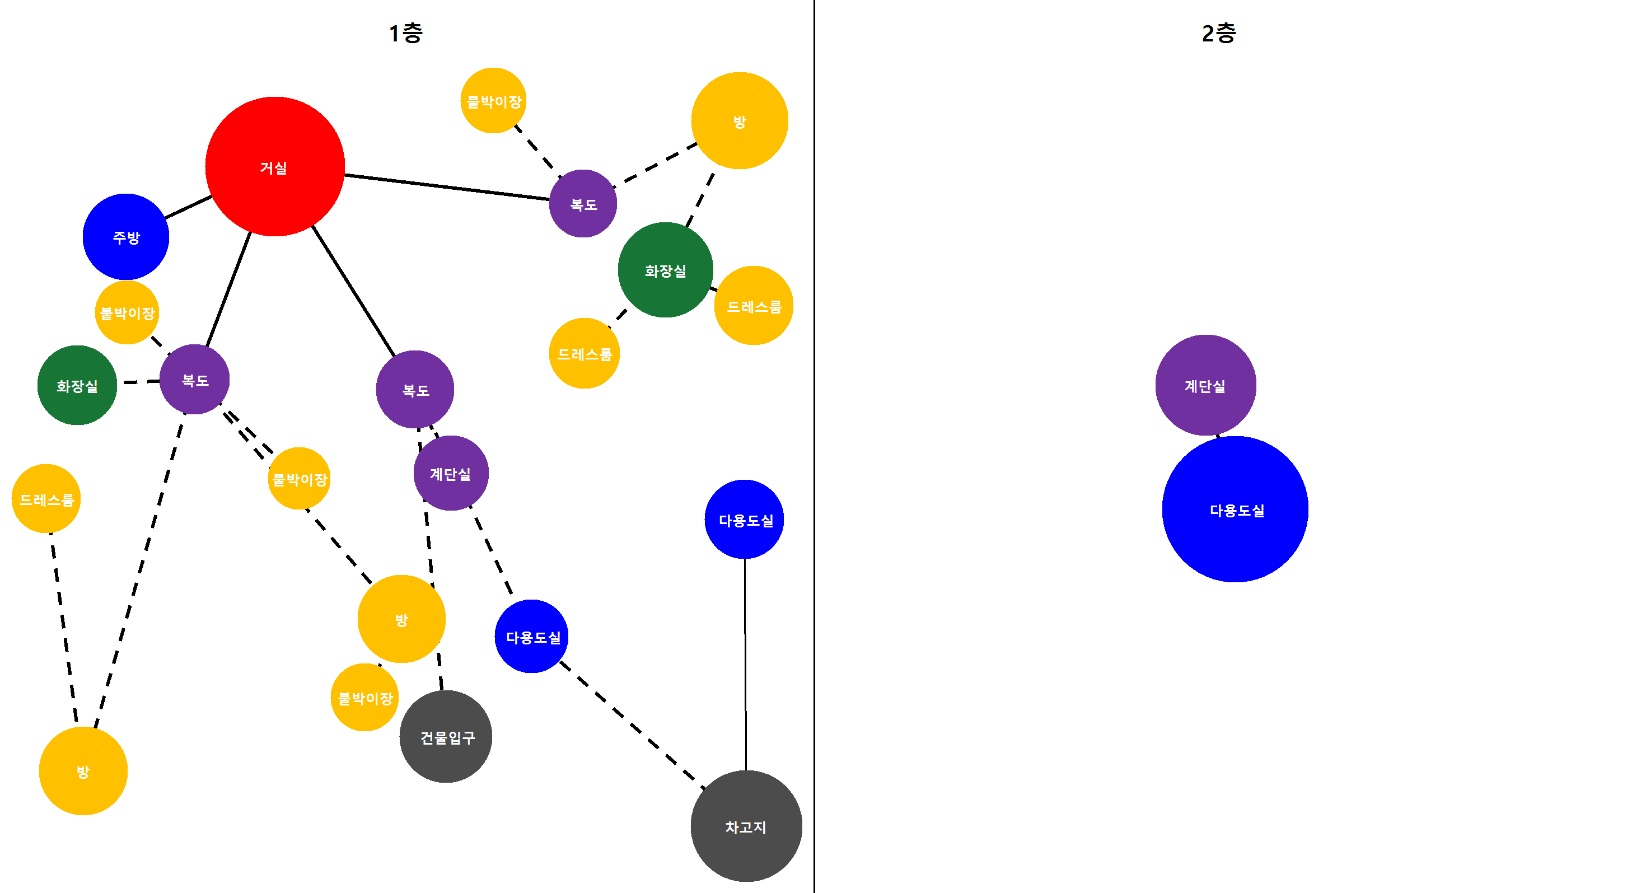 1층
2층
붙박이장
방
거실
복도
주방
화장실
드레스룸
붙박이장
드레스룸
화장실
복도
복도
계단실
계단실
붙박이장
드레스룸
다용도실
다용도실
방
다용도실
붙박이장
건물입구
방
차고지